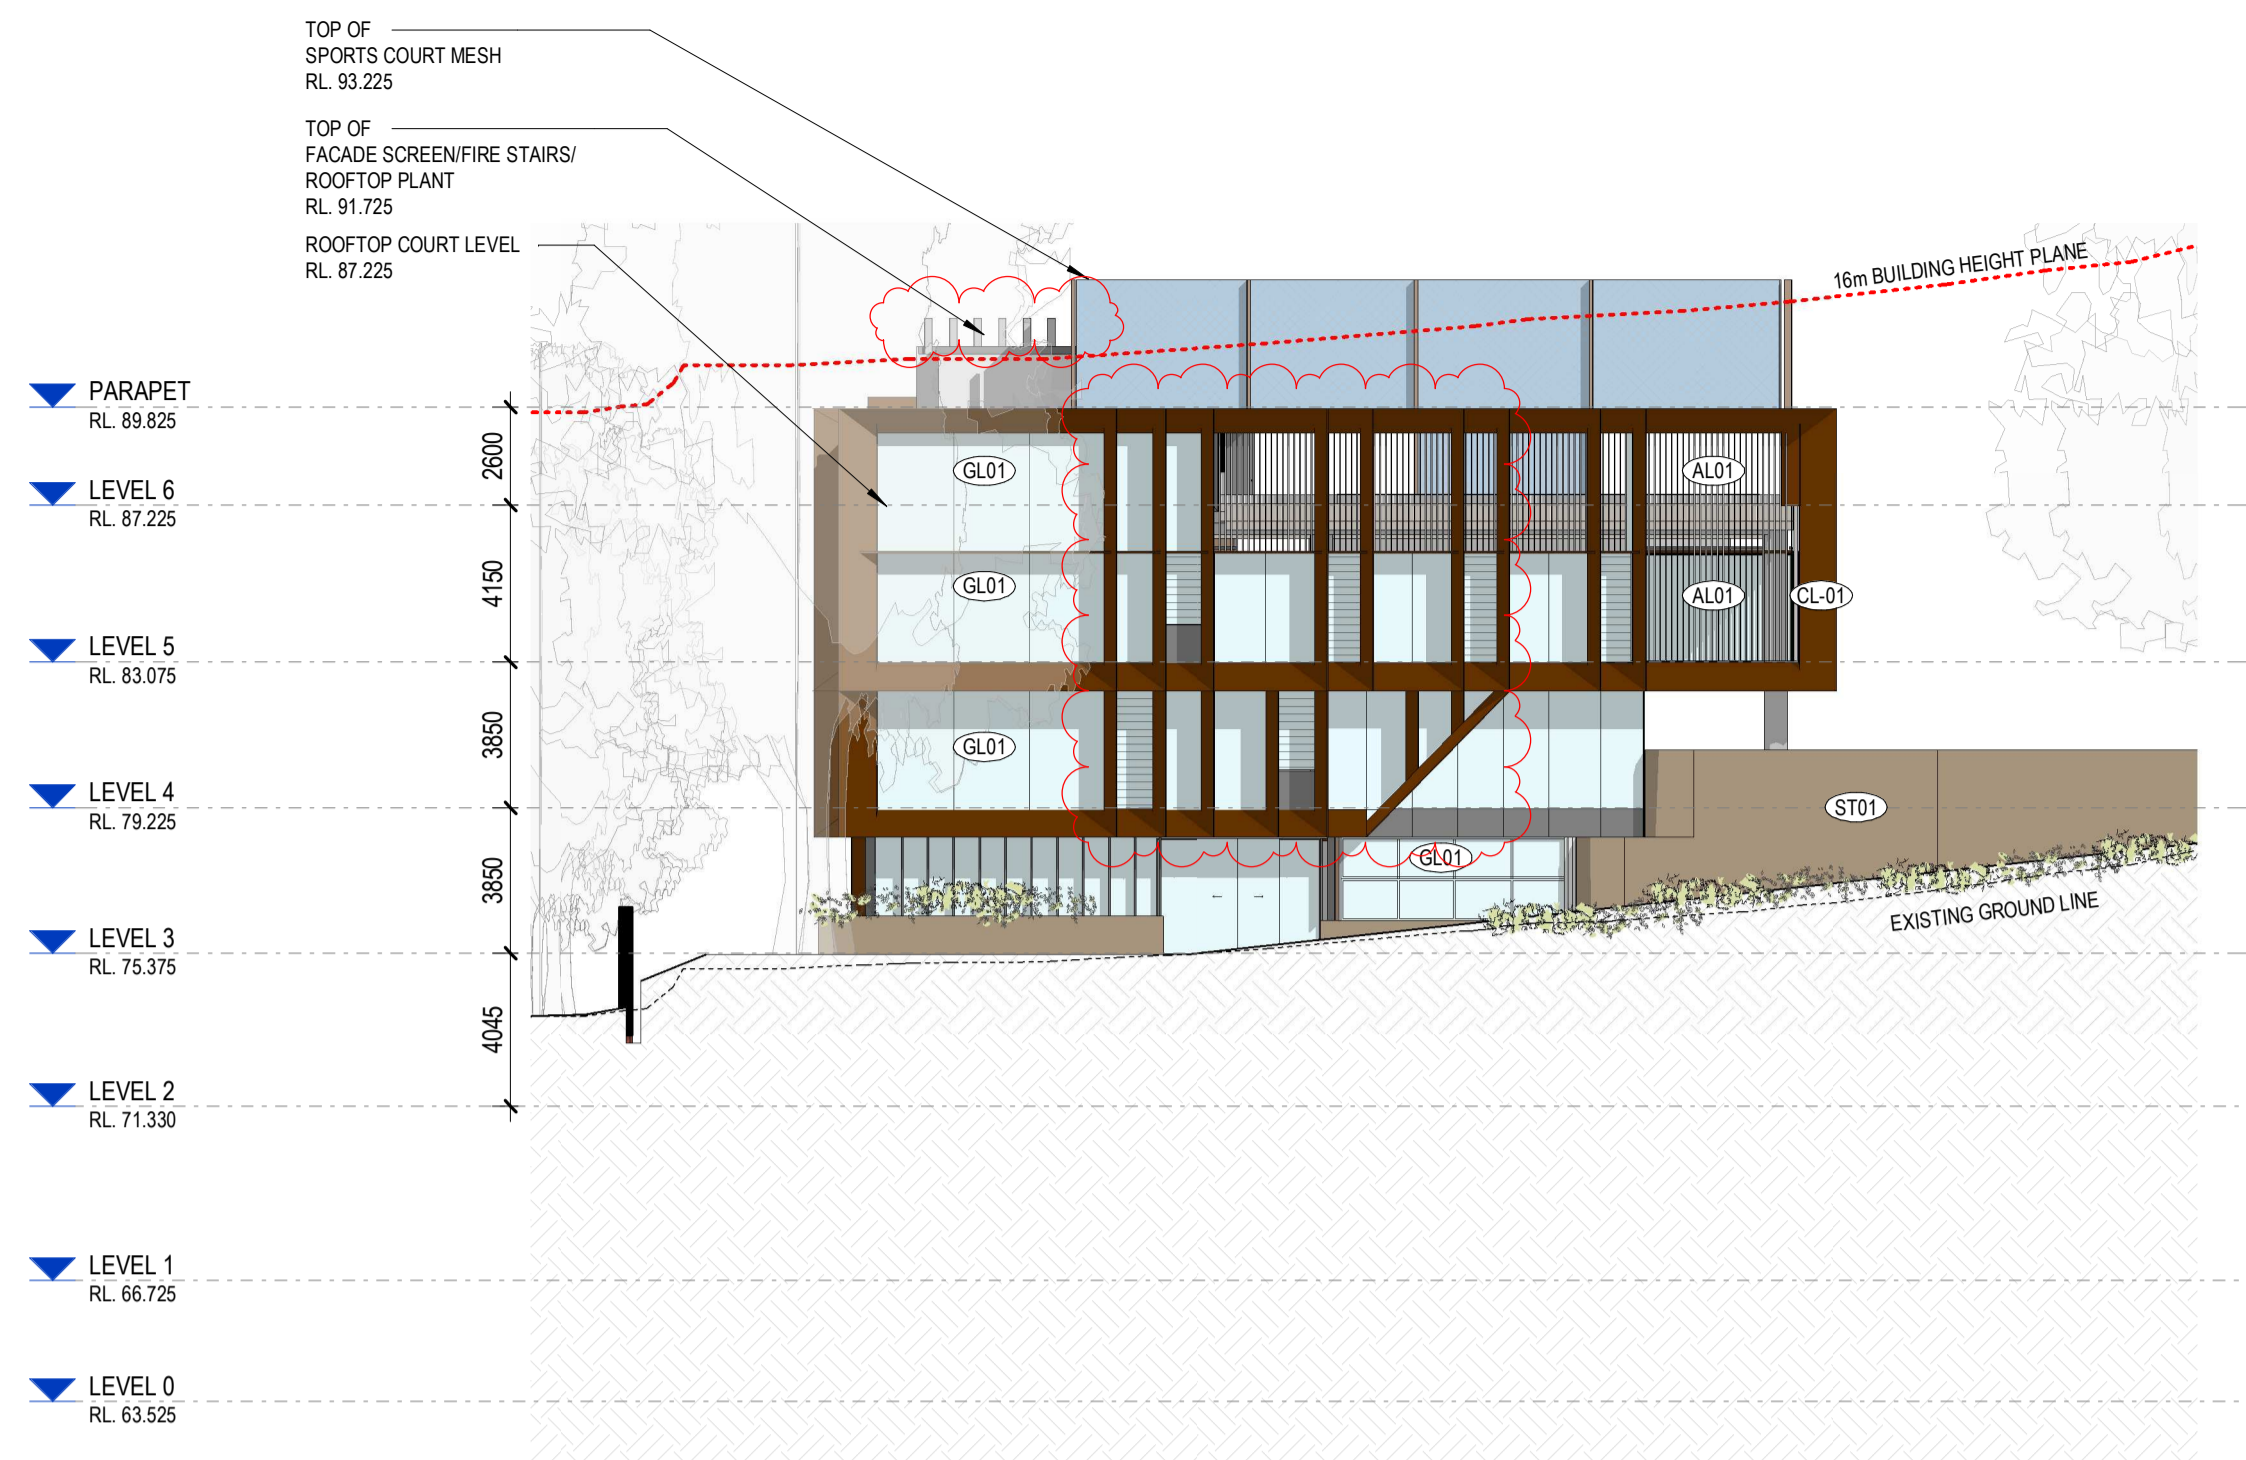 TOP OF
SPORTS COURT MESH
RL. 93.225
TOP OF
FACADE SCREEN/FIRE STAIRS/
ROOFTOP PLANT
RL. 91.725
ROOFTOP COURT LEVEL
RL. 87.225
16m BUILDING HEIGHT PLANE
PARAPET
RL. 89.825
2600
GL01
AL01
LEVEL 6
RL. 87.225
4150
GL01
AL01
CL-01
LEVEL 5
RL. 83.075
3850
GL01
LEVEL 4
RL. 79.225
ST01
3850
GL01
EXISTING GROUND LINE
LEVEL 3
RL. 75.375
4045
LEVEL 2
RL. 71.330
LEVEL 1
RL. 66.725
LEVEL 0
RL. 63.525